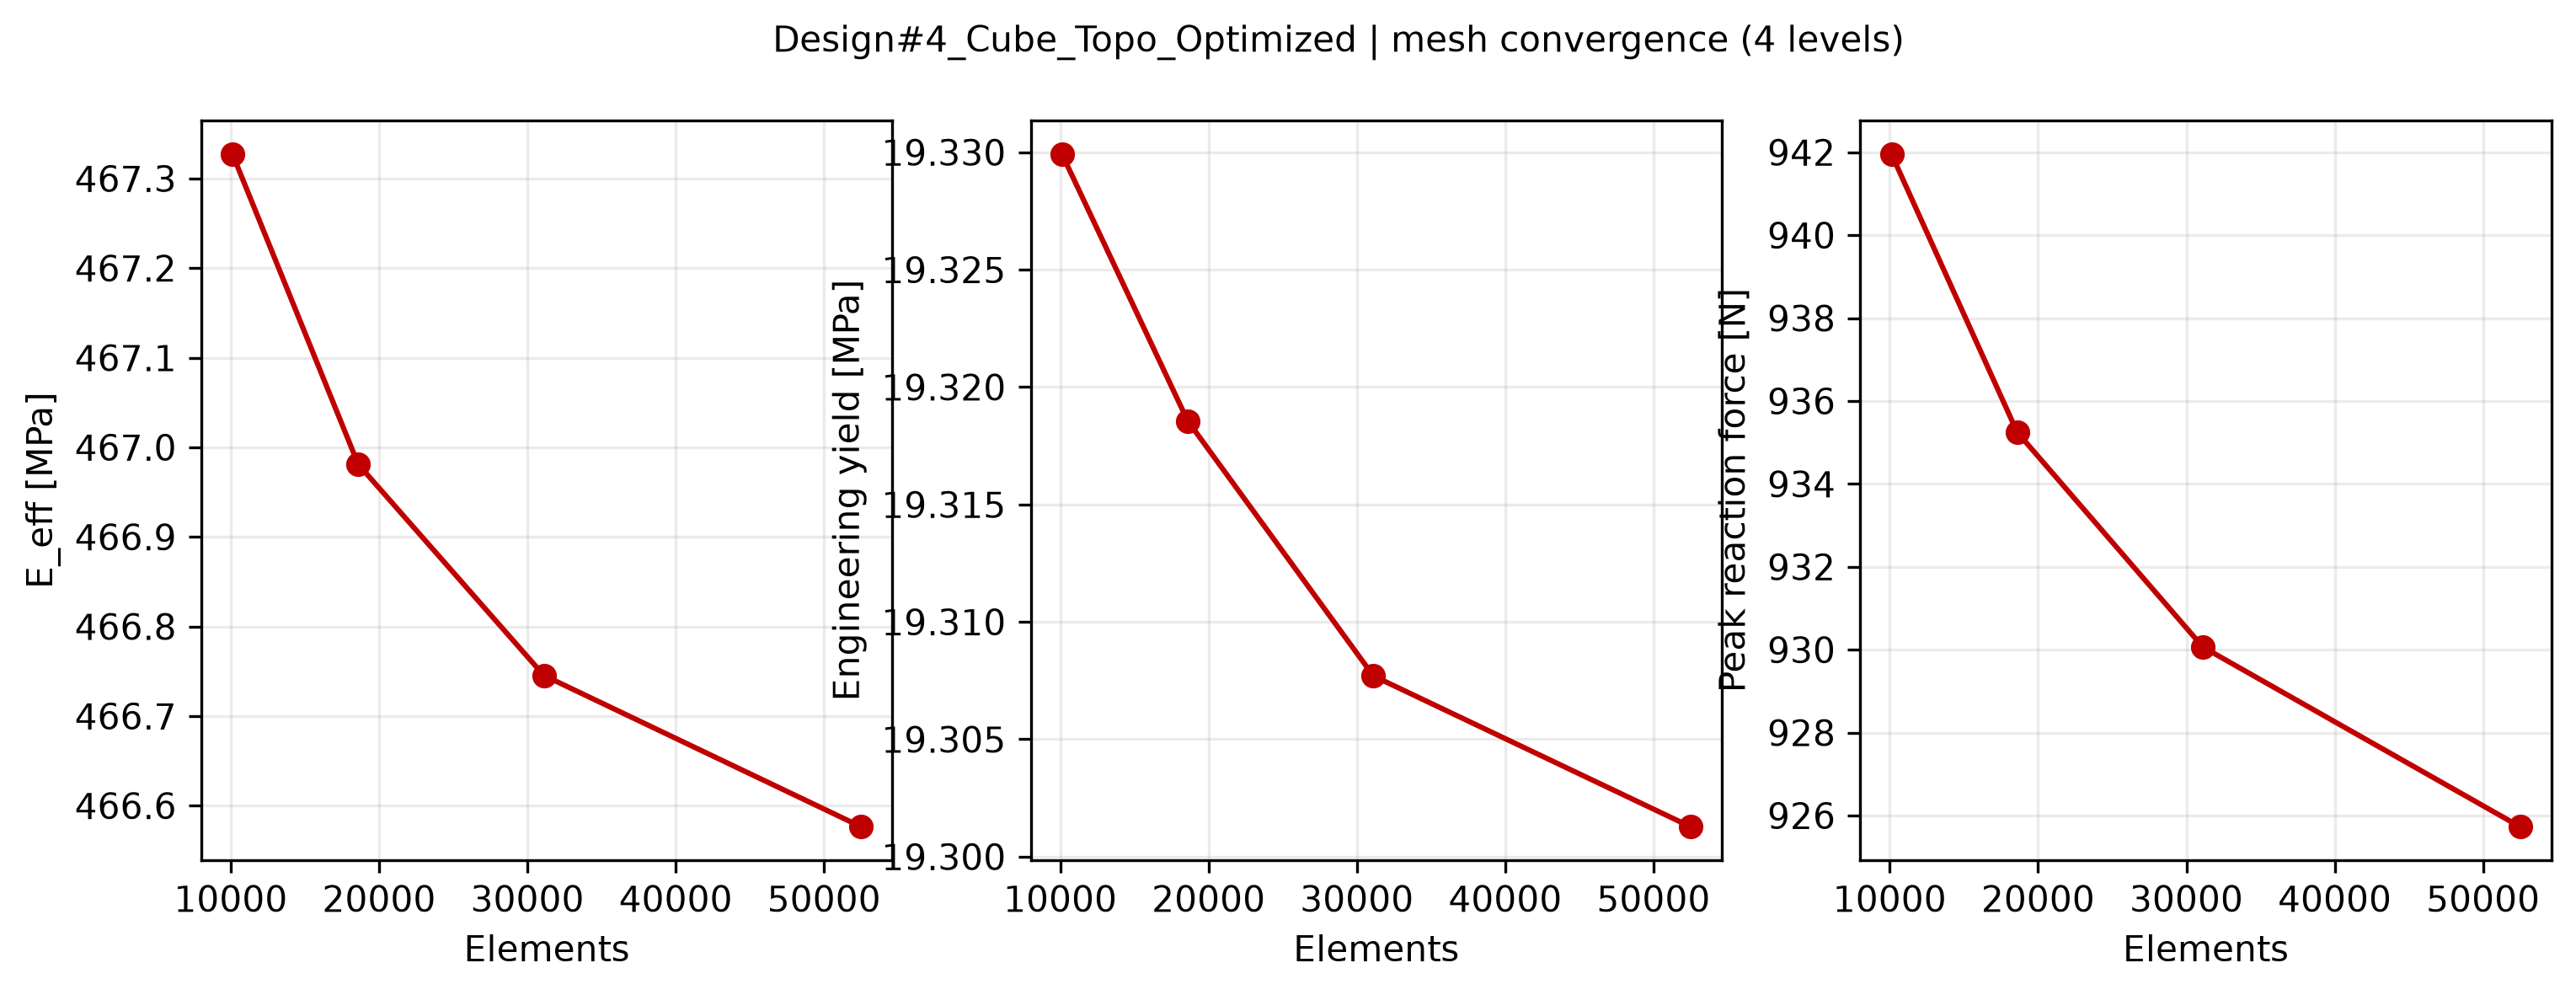 Design#4_Cube_Topo_Optimized | mesh convergence (4 levels)
E_eff [MPa]
467.3
467.2
467.1
467.0
466.9
466.8
466.7
466.6
10000 20000 30000 40000 50000
Elements
Engineering yield [MPa]
19.330
19.325
19.320
19.315
19.310
19.305
19.300
10000 20000 30000 40000 50000
Elements
Peak reaction force [N]
942
940
938
936
934
932
930
928
926
10000 20000 30000 40000 50000
Elements